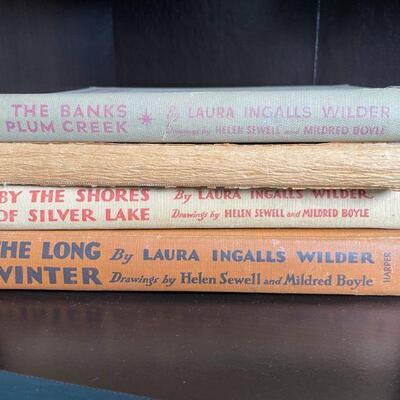 THE BANKS
PLUM CREEK
* By LAURA INGALLS WILDER
Drawings by HELEN SEWELL and MILDRED BOYLE
BY THE SHORES
OF SILVER LAKE
By LAURA INGALLS WILDER
Drawings by HELEN SEWELL and MILDRED BOYLE
THE LONG
WINTER
By LAURA INGALLS WILDER
Drawings by Helen Sewell and Mildred Boyle
HARPER